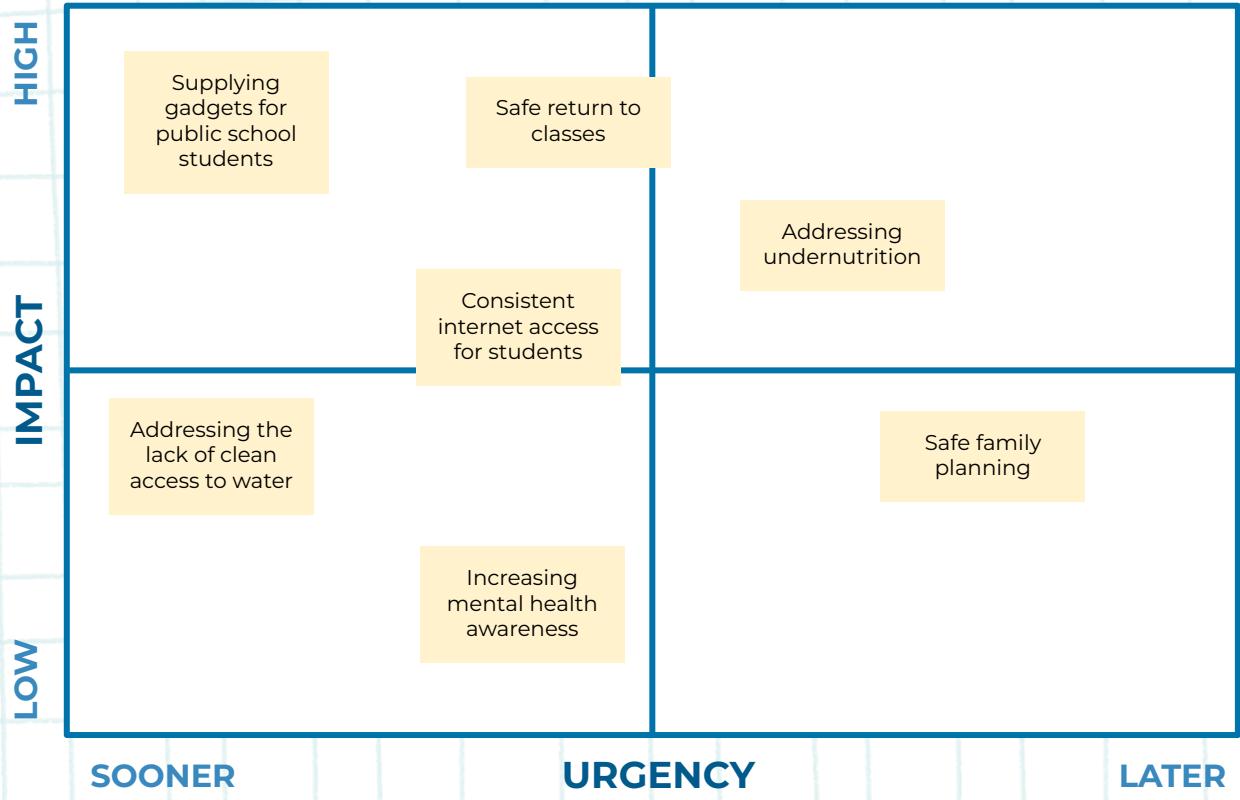 HIGH
IMPACT
LOW
Supplying
gadgets for
public school
students
Safe return to
classes
Addressing
undernutrition
Consistent
internet access
for students
Addressing the
lack of clean
access to water
Safe family
planning
Increasing
mental health
awareness
SOONER
URGENCY
LATER